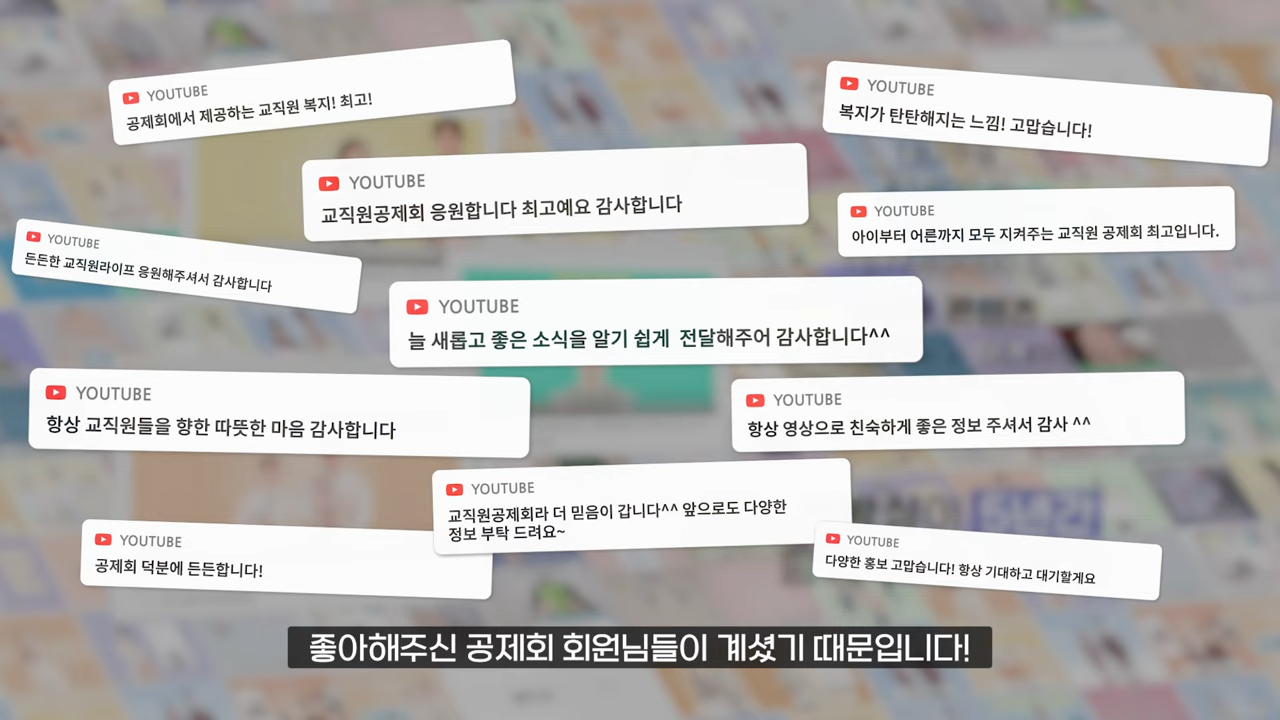 YOUTUBE
공제회에서 제공하는 교직원 복지! 최고!
YOUTUBE
복지가 탄탄해지는 느낌! 고맙습니다!
YOUTUBE
교직원공제회 응원합니다 최고예요 감사합니다
YOUTUBE
아이부터 어른까지 모두 지켜주는 교직원 공제회 최고입니다.
YOUTUBE
든든한 교직원라이프 응원해주셔서 감사합니다
YOUTUBE
늘 새롭고 좋은 소식을 알기 쉽게 전달해주어 감사합니다^^
YOUTUBE
항상 교직원들을 향한 따뜻한 마음 감사합니다
YOUTUBE
항상 영상으로 친숙하게 좋은 정보 주셔서 감사 ^^
YOUTUBE
교직원공제회라 더 믿음이 갑니다^^ 앞으로도 다양한
정보 부탁 드려요~
YOUTUBE
공제회 덕분에 든든합니다!
YOUTUBE
다양한 홍보 고맙습니다! 항상 기대하고 대기할게요
5년간
좋아해주신 공제회 회원님들이 계셨기 때문입니다!